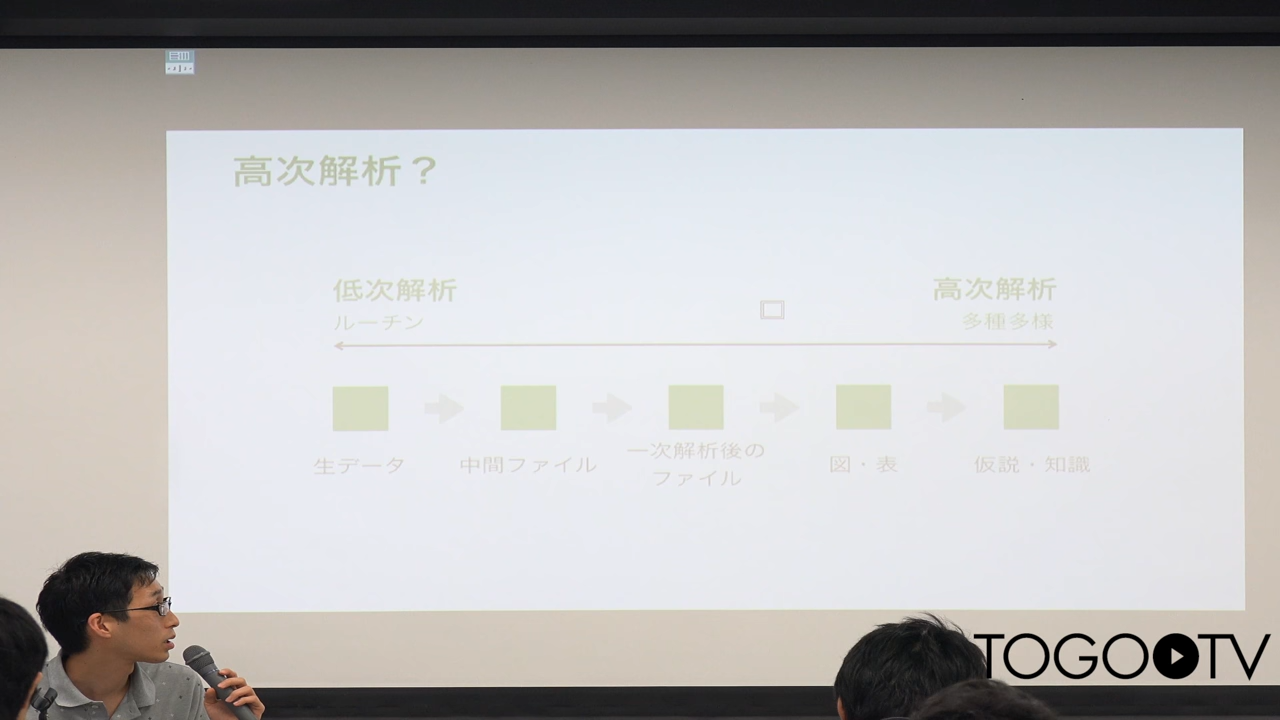 高次解析？
低次解析
ルーチン
高次解析
多種多様
生データ
中間ファイル
一次解析後の
ファイル
図・表
仮説・知識
TOGOTV